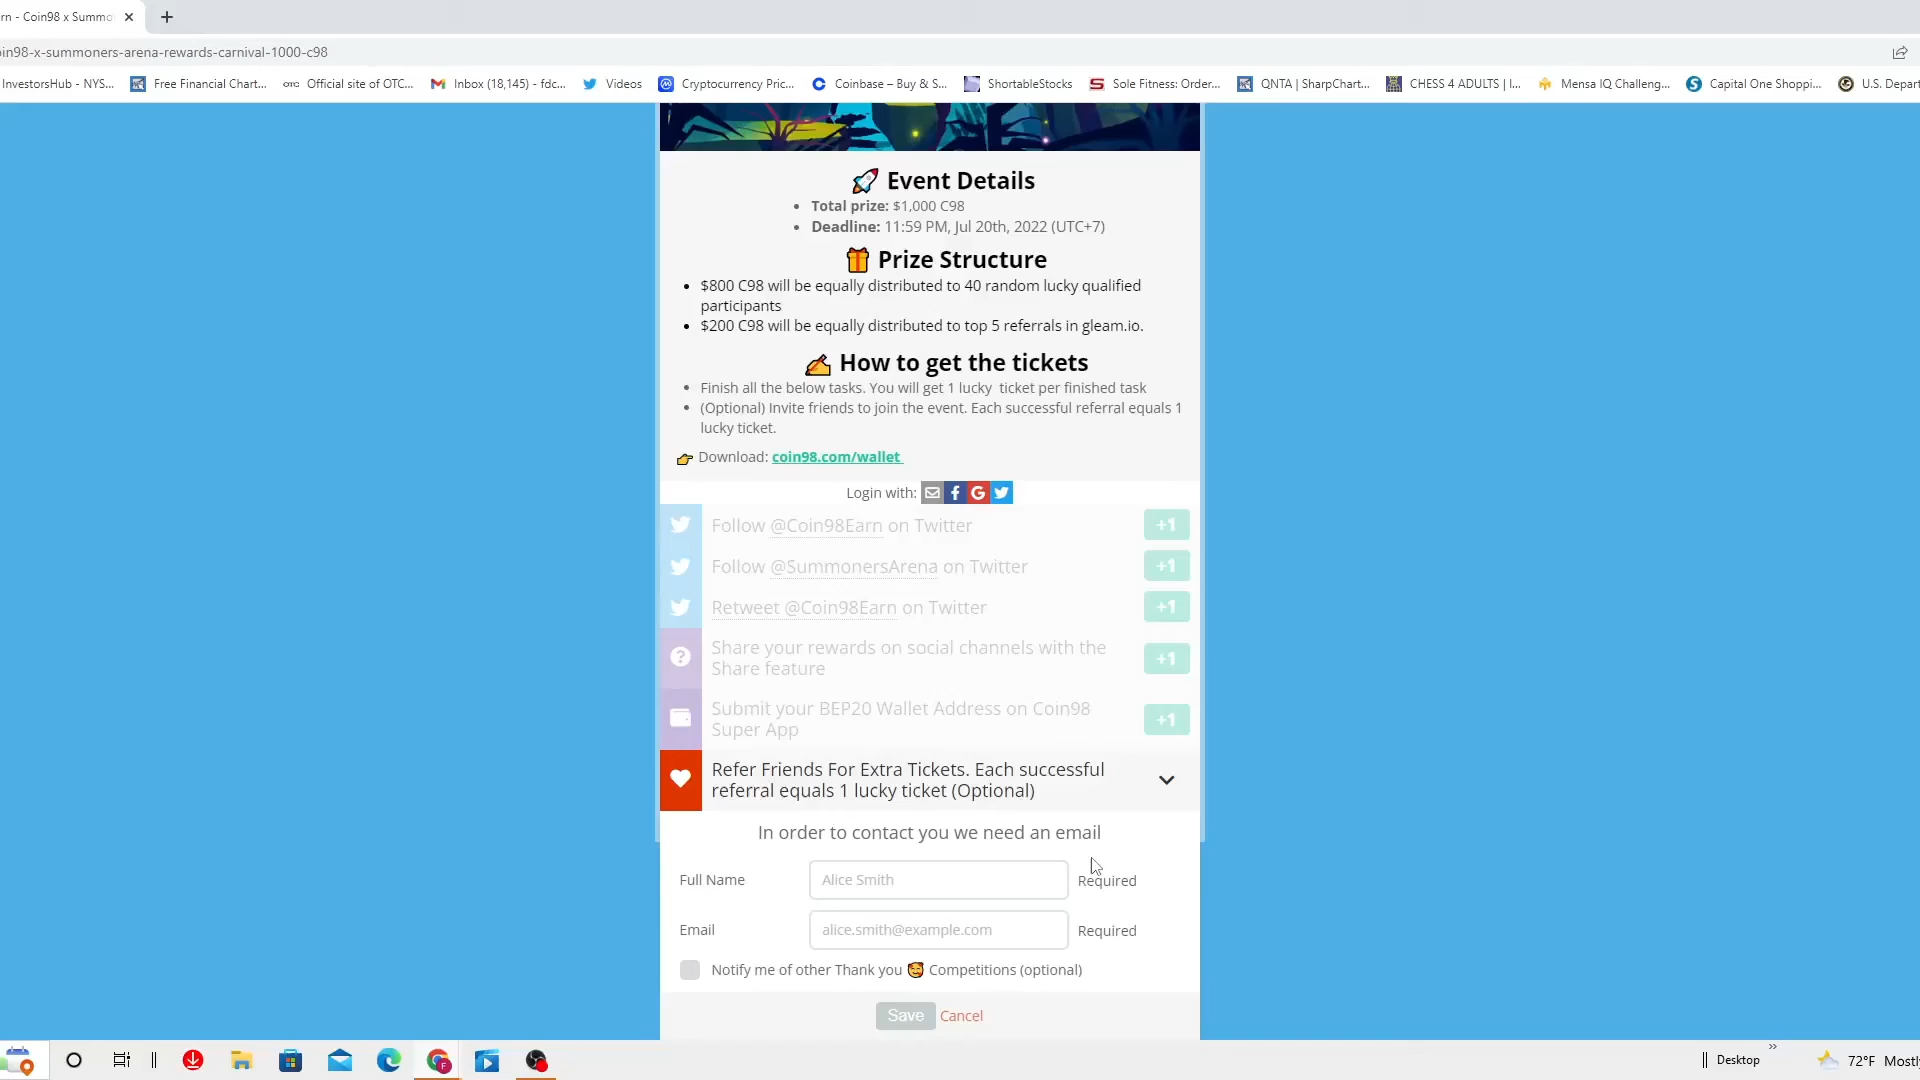 rn - Coin98 x Summo
oin98-x-summoners-arena-rewards-carnival-1000-c98
InvestorsHub - NYS... Free Financial Chart... OTC Official site of OTC... Inbox (18,145) - fdc... Videos Cryptocurrency Pric... Coinbase – Buy & S... ShortableStocks Sole Fitness: Order... QNTA | SharpChart... CHESS 4 ADULTS | I... Mensa IQ Challeng... Capital One Shoppi... U.S. Depart
🚀 Event Details
• Total prize: $1,000 C98
• Deadline: 11:59 PM, Jul 20th, 2022 (UTC+7)
🎁 Prize Structure
• $800 C98 will be equally distributed to 40 random lucky qualified
participants
• $200 C98 will be equally distributed to top 5 referrals in gleam.io.
✍️ How to get the tickets
• Finish all the below tasks. You will get 1 lucky ticket per finished task
• (Optional) Invite friends to join the event. Each successful referral equals 1
lucky ticket.
👉 Download: coin98.com/wallet
Login with:
Follow @Coin98Earn on Twitter +1
Follow @SummonersArena on Twitter +1
Retweet @Coin98Earn on Twitter +1
Share your rewards on social channels with the
Share feature +1
Submit your BEP20 Wallet Address on Coin98
Super App +1
Refer Friends For Extra Tickets. Each successful
referral equals 1 lucky ticket (Optional)
In order to contact you we need an email
Full Name Alice Smith Required
Email alice.smith@example.com Required
Notify me of other Thank you 🥰 Competitions (optional)
Save Cancel
Desktop 72°F Mostly